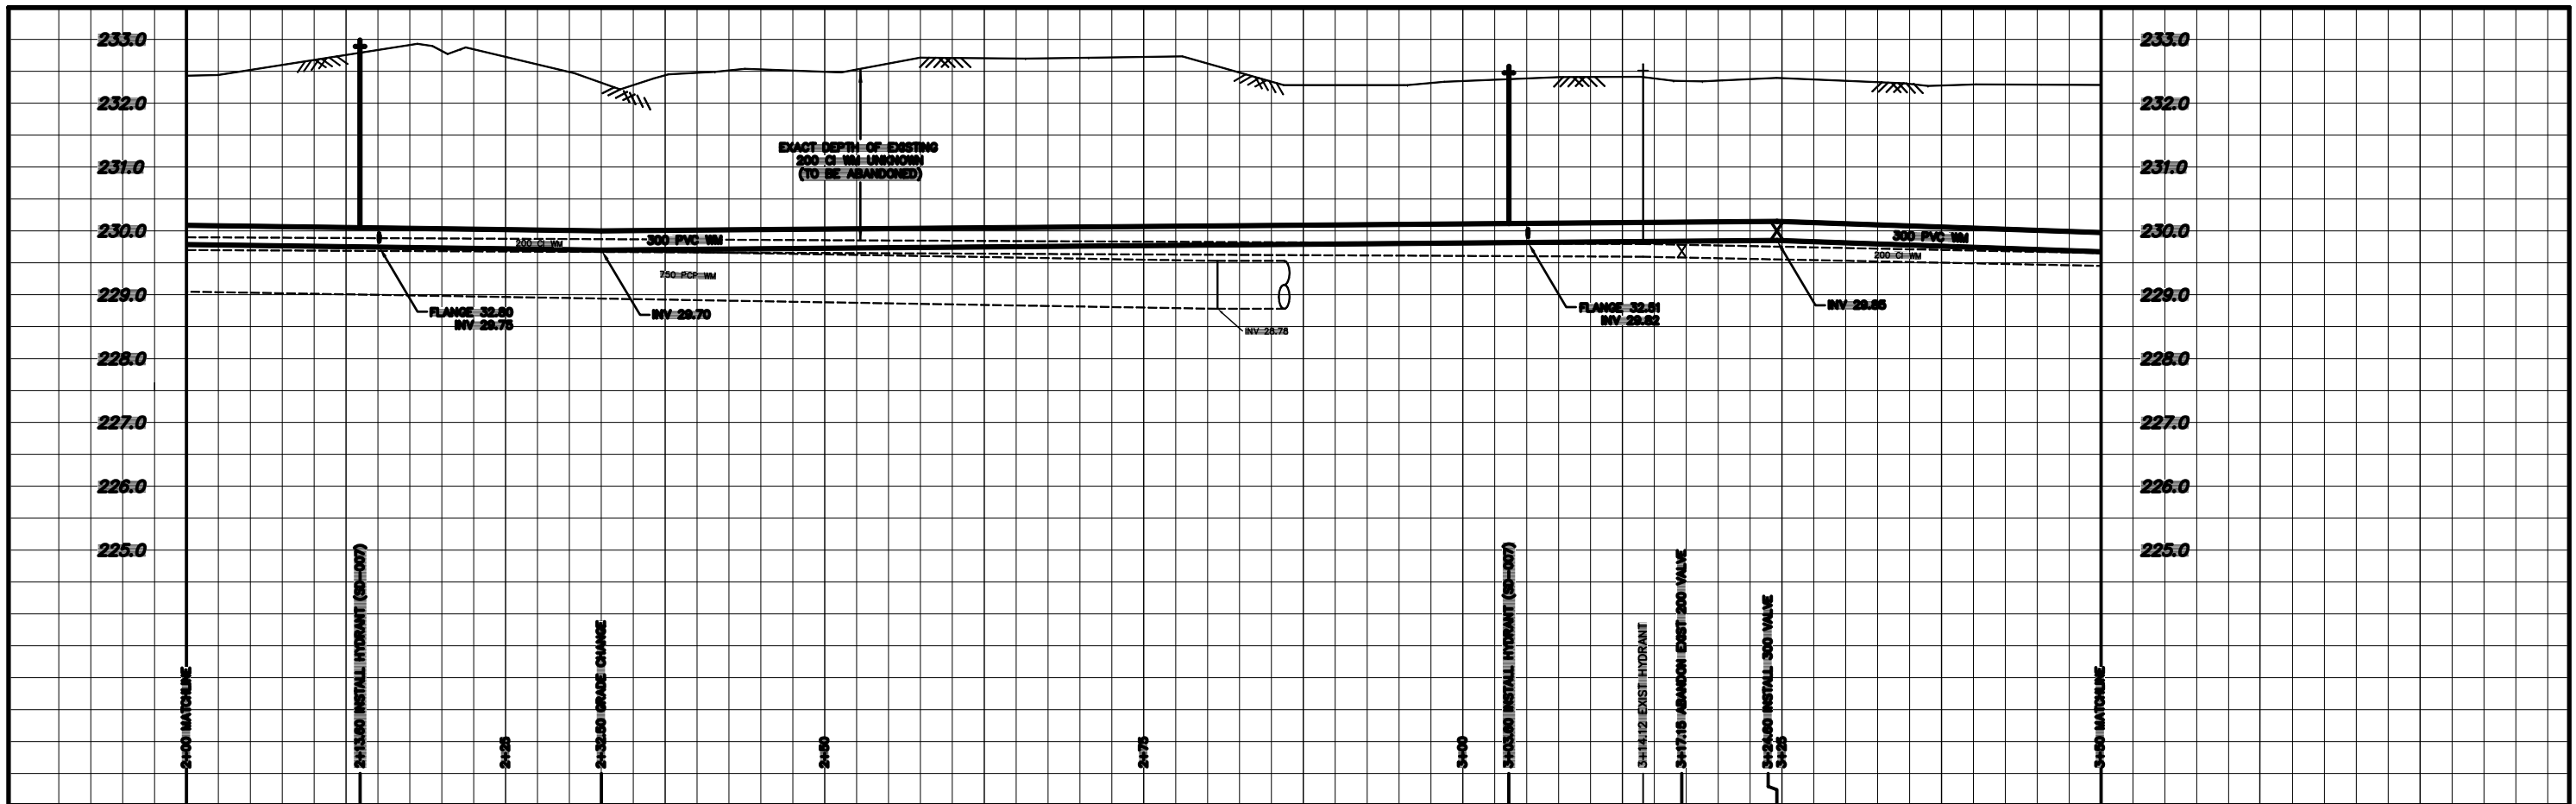 233.0
233.0
232.0
232.0
EXACT DEPTH OF EXISTING
200 CI WM UNKNOWN
(TO BE ABANDONED)
231.0
231.0
230.0
230.0
200 CI WM
300 PVC WM
300 PVC WM
200 CI WM
750 PCP WM
229.0
229.0
FLANGE 32.80
INV 29.75
INV 29.70
INV 28.78
FLANGE 32.51
INV 29.82
INV 29.85
228.0
228.0
227.0
227.0
226.0
226.0
225.0
225.0
2+00 MATCHLINE
2+13.60 INSTALL HYDRANT (SD-007)
2+25
2+32.50 GRADE CHANGE
2+50
2+75
3+00
3+03.60 INSTALL HYDRANT (SD-007)
3+14.12 EXIST HYDRANT
3+17.15 ABANDON EXIST 200 VALVE
3+24.60 INSTALL 300 VALVE
3+25
3+50 MATCHLINE